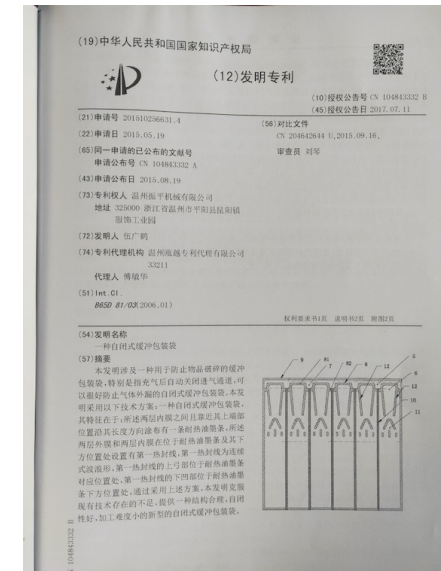 (19)中华人民共和国国家知识产权局
(12)发明专利
(10)授权公告号 CN 104843332 B
(45)授权公告日 2017.07.11
(21)申请号 201510256631.4
(22)申请日 2015.05.19
(65)同一申请的已公布的文献号
申请公布号 CN 104843332 A
(43)申请公布日 2015.08.19
(73)专利权人 温州振平机械有限公司
地址 325000 浙江省温州市平阳县昆阳镇
服饰工业园
(72)发明人 伍广鹤
(74)专利代理机构 温州瓯越专利代理有限公司
33211
代理人 傅敏华
(51)Int.Cl.
B65D 81/03(2006.01)
(56)对比文件
CN 204642644 U,2015.09.16,
审查员 刘琴
权利要求书1页 说明书2页 附图2页
(54)发明名称
一种自闭式缓冲包装袋
(57)摘要
本发明涉及一种用于防止物品破碎的缓冲
包装袋,特别是指充气后自动关闭进气通道,可
以很好防止气体外漏的自闭式缓冲包装袋。本发
明采用以下技术方案:一种自闭式缓冲包装袋,
其特征在于:所述两层内膜之间且靠近其上端部
位置沿其长度方向涂布有一条耐热油墨条,所述
两层外膜和两层内膜在位于耐热油墨条及其下
方位置处设置有第一热封线,第一热封线为连续
式波浪形,第一热封线的上弓部位于耐热油墨条
对应位置处,第一热封线的下凹部位于耐热油墨
条下方位置处,通过采用上述方案,本发明克服
现有技术存在的不足,提供一种结构合理,自闭
性好,加工难度小的新型的自闭式缓冲包装袋。
9 81 7 82 8 12 5
6
12
10
11
104843332 B